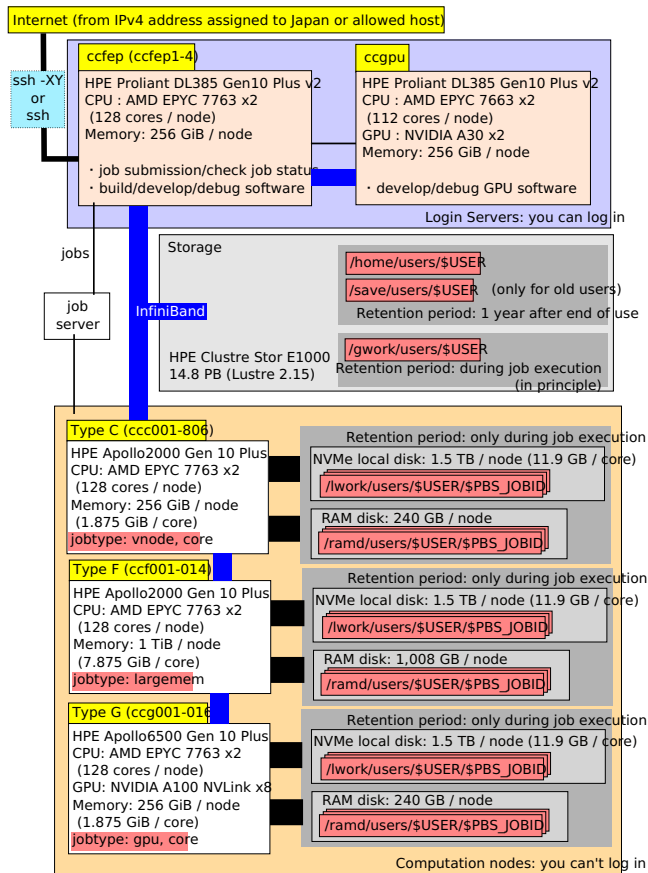 Internet (from IPv4 address assigned to Japan or allowed host)
ssh -XY
or
ssh
ccfep (ccfep1-4)
HPE Proliant DL385 Gen10 Plus v2
CPU : AMD EPYC 7763 x2
(128 cores / node)
Memory: 256 GiB / node
・job submission/check job status
・build/develop/debug software
ccgpu
HPE Proliant DL385 Gen10 Plus v2
CPU : AMD EPYC 7663 x2
(112 cores / node)
GPU : NVIDIA A30 x2
Memory: 256 GiB / node
・develop/debug GPU software
Login Servers: you can log in
jobs
job
server
InfiniBand
Storage
HPE Clustre Stor E1000
14.8 PB (Lustre 2.15)
/home/users/$USER
/save/users/$USER (only for old users)
Retention period: 1 year after end of use
/gwork/users/$USER
Retention period: during job execution
(in principle)
Type C (ccc001-806)
HPE Apollo2000 Gen 10 Plus
CPU: AMD EPYC 7763 x2
(128 cores / node)
Memory: 256 GiB / node
(1.875 GiB / core)
jobtype: vnode, core
Retention period: only during job execution
NVMe local disk: 1.5 TB / node (11.9 GB / core)
/lwork/users/$USER/$PBS_JOBID
RAM disk: 240 GB / node
/ramd/users/$USER/$PBS_JOBID
Type F (ccf001-014)
HPE Apollo2000 Gen 10 Plus
CPU: AMD EPYC 7763 x2
(128 cores / node)
Memory: 1 TiB / node
(7.875 GiB / core)
jobtype: largemem
Retention period: only during job execution
NVMe local disk: 1.5 TB / node (11.9 GB / core)
/lwork/users/$USER/$PBS_JOBID
RAM disk: 1,008 GB / node
/ramd/users/$USER/$PBS_JOBID
Type G (ccg001-016
HPE Apollo6500 Gen 10 Plus
CPU: AMD EPYC 7763 x2
(128 cores / node)
GPU: NVIDIA A100 NVLink x8
Memory: 256 GiB / node
(1.875 GiB / core)
jobtype: gpu, core
Retention period: only during job execution
NVMe local disk: 1.5 TB / node (11.9 GB / core)
/lwork/users/$USER/$PBS_JOBID
RAM disk: 240 GB / node
/ramd/users/$USER/$PBS_JOBID
Computation nodes: you can't log in